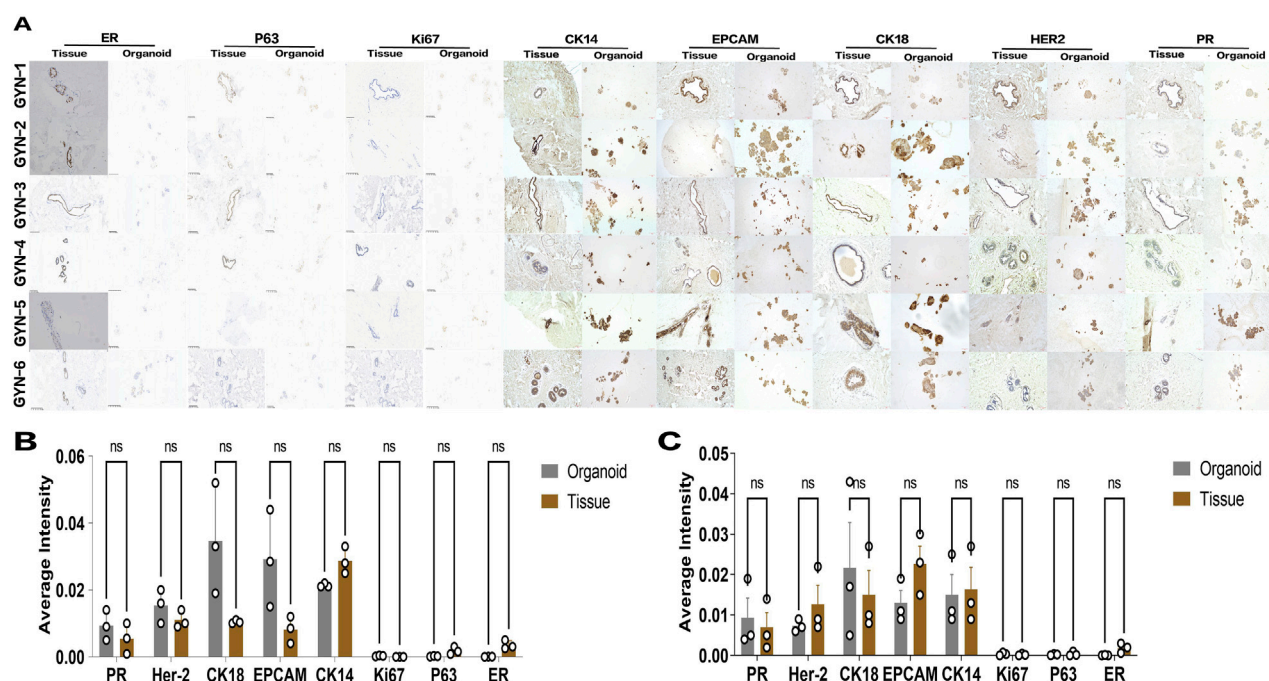 A
ER P63 Ki67 CK14 EPCAM CK18 HER2 PR
Tissue Organoid Tissue Organoid Tissue Organoid Tissue Organoid Tissue Organoid Tissue Organoid Tissue Organoid Tissue Organoid
GYN-1
GYN-2
GYN-3
GYN-4
GYN-5
GYN-6
B
ns ns ns ns ns ns ns ns
Average Intensity
0.06
0.04
0.02
0.00
PR Her-2 CK18 EPCAM CK14 Ki67 P63 ER
Organoid
Tissue
C
ns ns ns ns ns ns ns ns
Average Intensity
0.05
0.04
0.03
0.02
0.01
0.00
PR Her-2 CK18 EPCAM CK14 Ki67 P63 ER
Organoid
Tissue